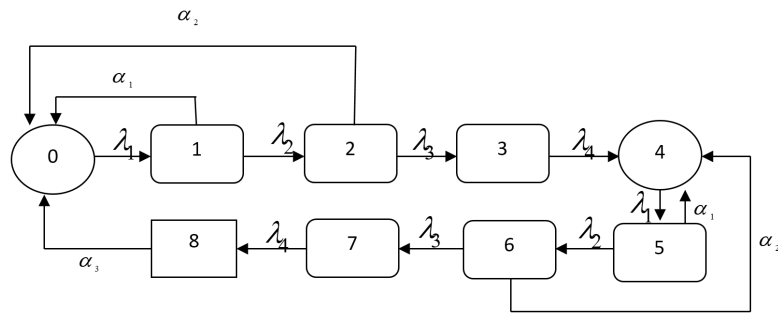 α₂
α₁
0 λ₁ 1 λ₂ 2 λ₃ 3 λ₄ 4
λ₁ α₁
8 λ₄ 7 λ₃ 6 λ₂ 5
α₃ α₂